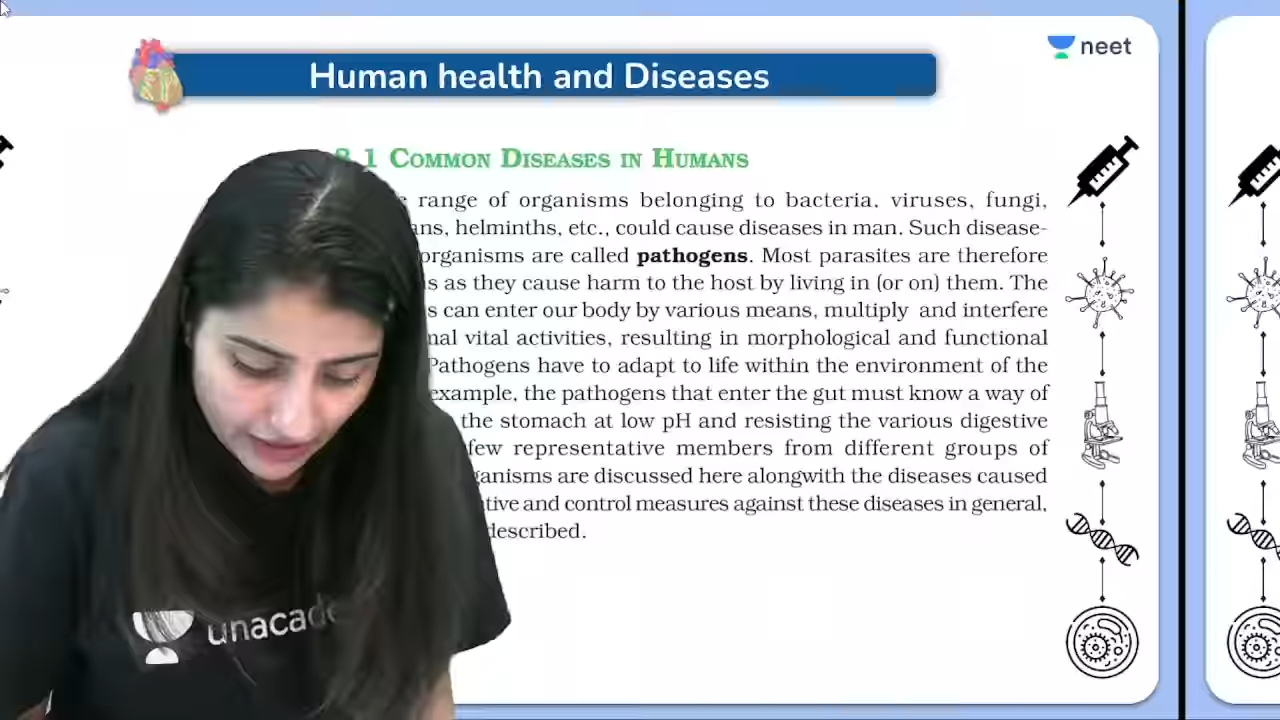 neet
Human health and Diseases
8.1 COMMON DISEASES IN HUMANS
range of organisms belonging to bacteria, viruses, fungi,
helminths, etc., could cause diseases in man. Such disease-
organisms are called pathogens. Most parasites are therefore
as they cause harm to the host by living in (or on) them. The
can enter our body by various means, multiply and interfere
vital activities, resulting in morphological and functional
Pathogens have to adapt to life within the environment of the
example, the pathogens that enter the gut must know a way of
the stomach at low pH and resisting the various digestive
few representative members from different groups of
are discussed here alongwith the diseases caused
and control measures against these diseases in general,
described.